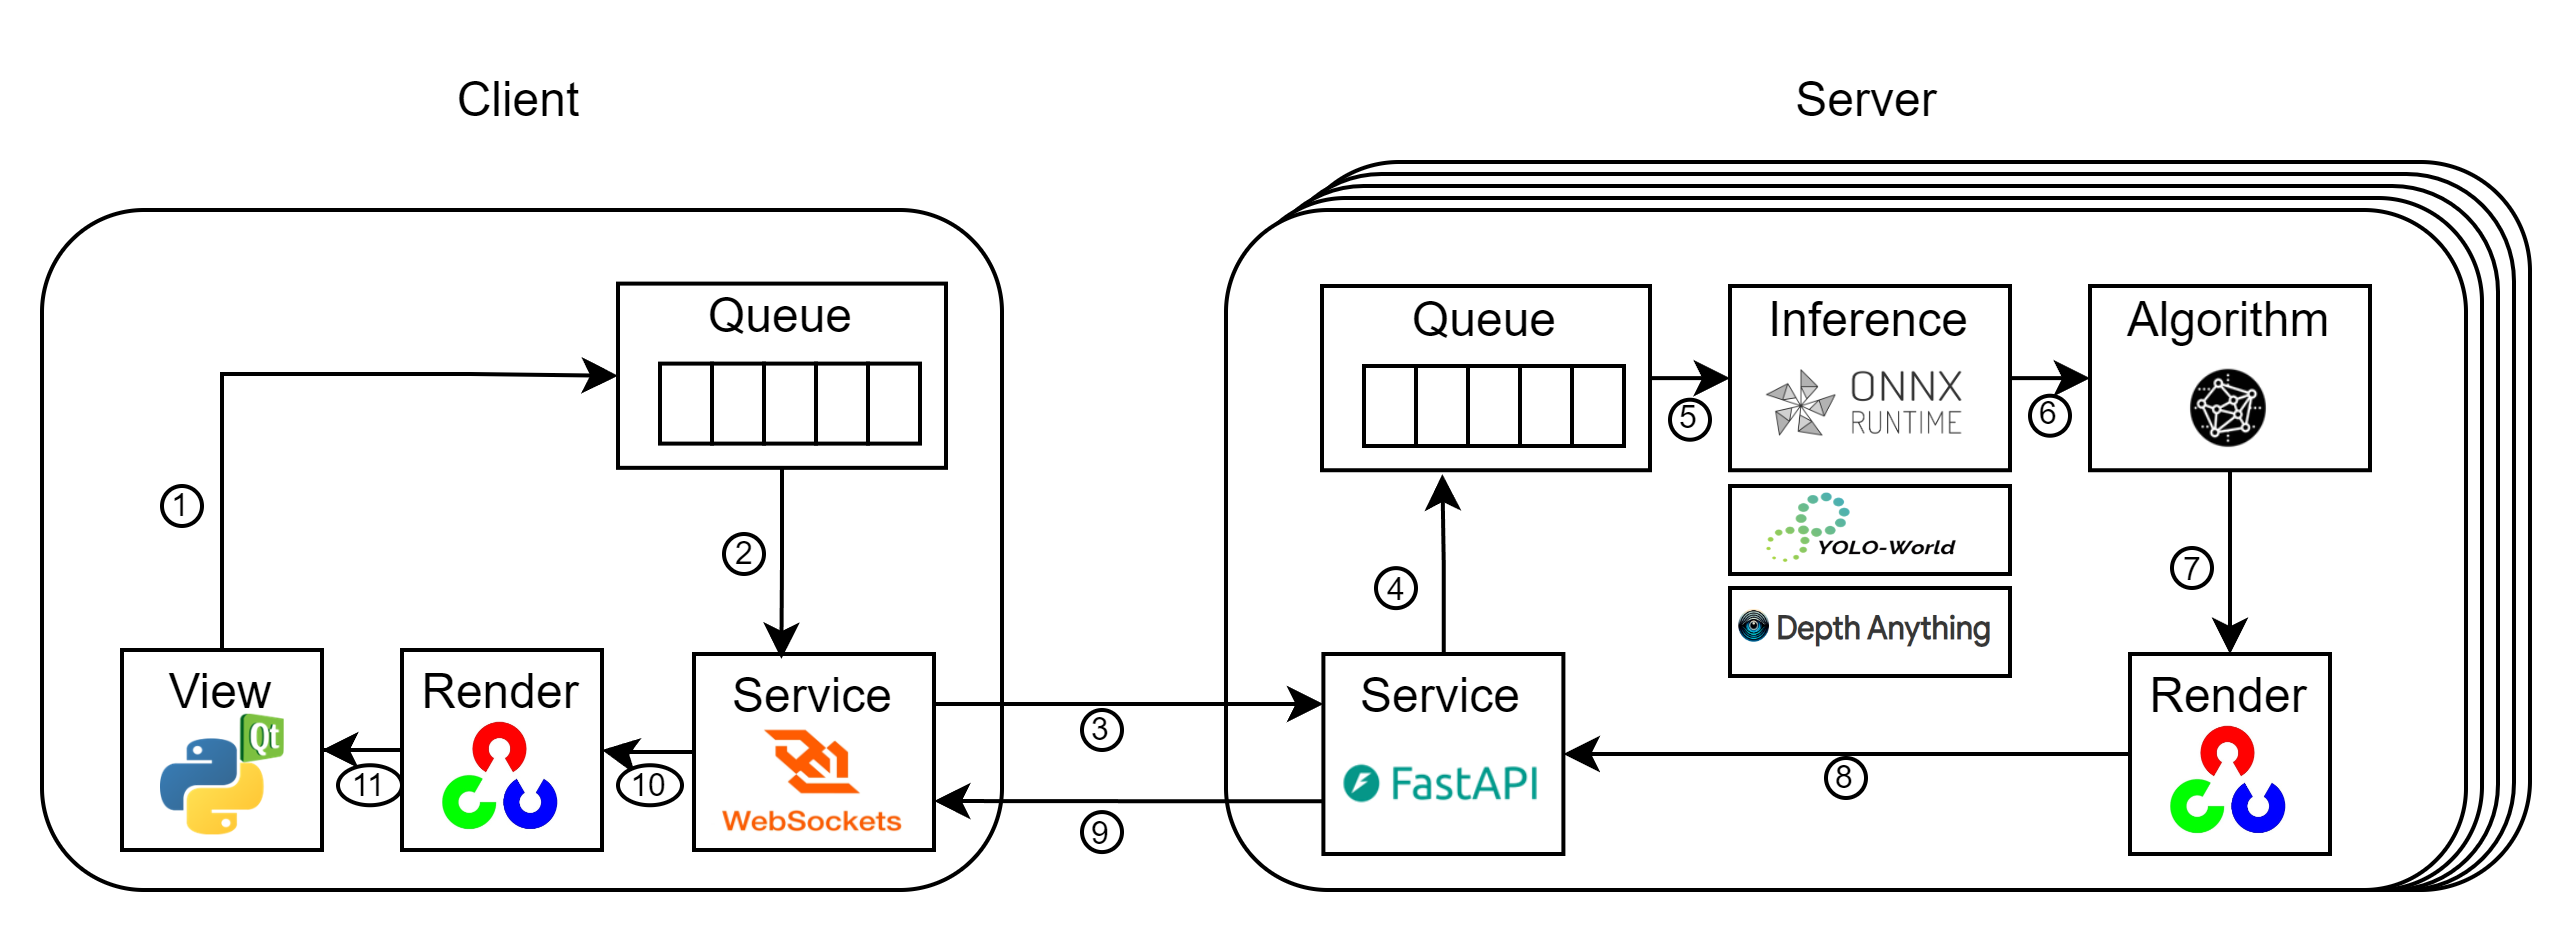 Client
Server
Queue
Queue
Inference
ONNX
RUNTIME
Algorithm
1
2
3
4
5
6
7
YOLO-World
Depth Anything
View
Qt
Render
Service
WebSockets
Service
FastAPI
Render
8
9
10
11